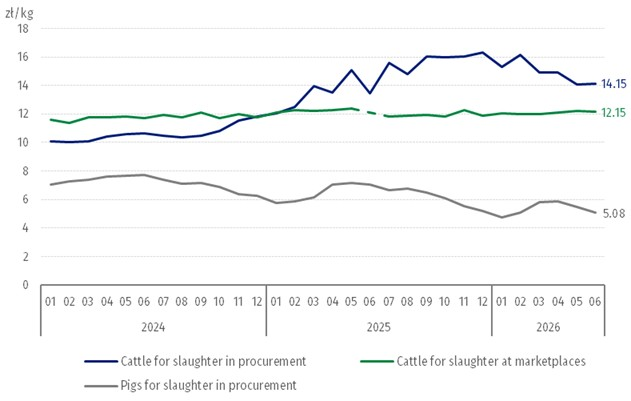 zł/kg
18
16
14
12
10
8
6
4
2
0
14.15
12.15
5.08
01 02 03 04 05 06 07 08 09 10 11 12 01 02 03 04 05 06 07 08 09 10 11 12 01 02 03 04 05 06
2024 2025 2026
Cattle for slaughter in procurement Cattle for slaughter at marketplaces
Pigs for slaughter in procurement